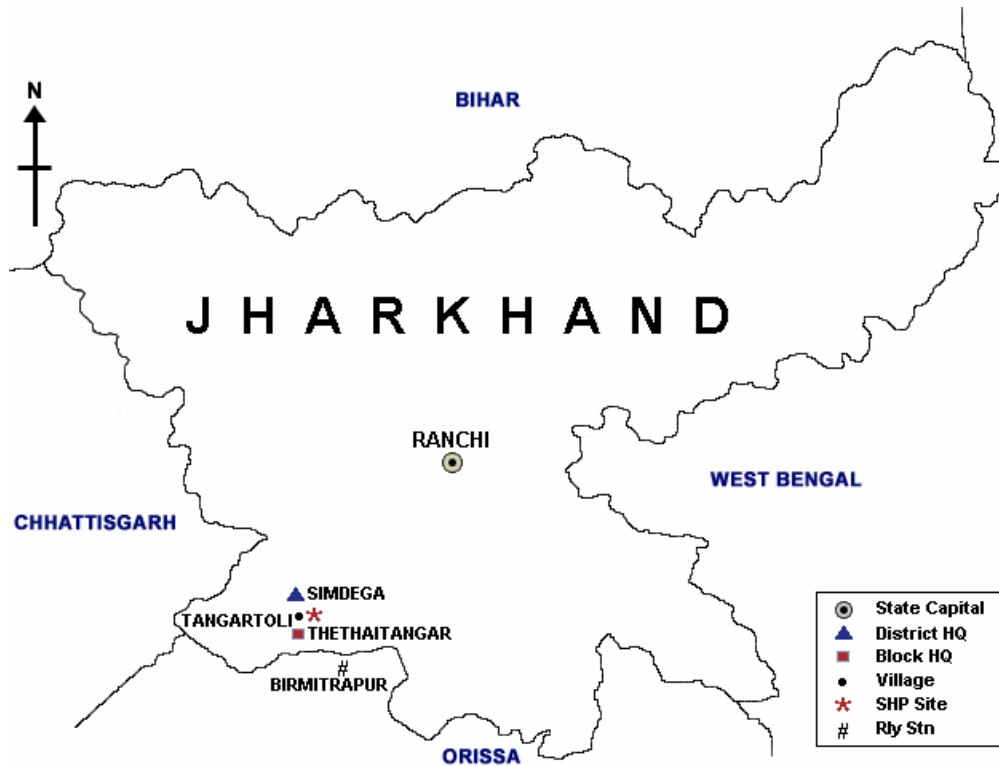 N
BIHAR
JHARKHAND
RANCHI
WEST BENGAL
CHHATTISGARH
SIMDEGA
TANGARTOLI
THETHAITANGAR
#
BIRMITRAPUR
ORISSA
State Capital
District HQ
Block HQ
Village
SHP Site
# Rly Stn